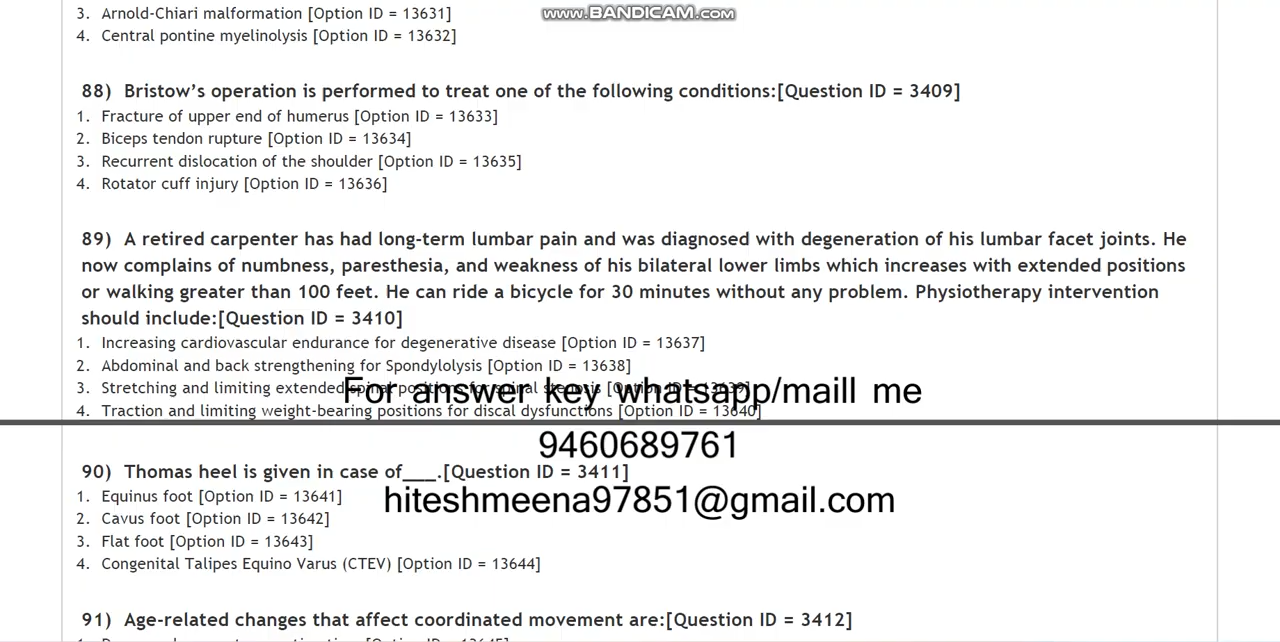 www.BANDICAM.com
3. Arnold-Chiari malformation [Option ID = 13631]
4. Central pontine myelinolysis [Option ID = 13632]
88) Bristow's operation is performed to treat one of the following conditions:[Question ID = 3409]
1. Fracture of upper end of humerus [Option ID = 13633]
2. Biceps tendon rupture [Option ID = 13634]
3. Recurrent dislocation of the shoulder [Option ID = 13635]
4. Rotator cuff injury [Option ID = 13636]
89) A retired carpenter has had long-term lumbar pain and was diagnosed with degeneration of his lumbar facet joints. He
now complains of numbness, paresthesia, and weakness of his bilateral lower limbs which increases with extended positions
or walking greater than 100 feet. He can ride a bicycle for 30 minutes without any problem. Physiotherapy intervention
should include:[Question ID = 3410]
1. Increasing cardiovascular endurance for degenerative disease [Option ID = 13637]
2. Abdominal and back strengthening for Spondylolysis [Option ID = 13638]
3. Stretching and limiting extended spinal positions for spinal stenosis [Option ID = 13639]
For answer key whatsapp/maill me
4. Traction and limiting weight-bearing positions for discal dysfunctions [Option ID = 13640]
9460689761
90) Thomas heel is given in case of___.[Question ID = 3411]
1. Equinus foot [Option ID = 13641]
hiteshmeena97851@gmail.com
2. Cavus foot [Option ID = 13642]
3. Flat foot [Option ID = 13643]
4. Congenital Talipes Equino Varus (CTEV) [Option ID = 13644]
91) Age-related changes that affect coordinated movement are:[Question ID = 3412]